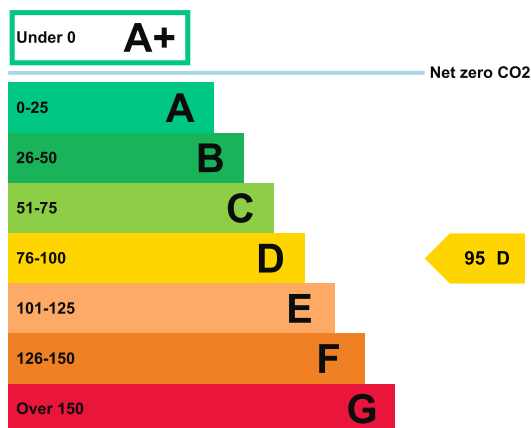 Under 0 A+
Net zero CO2
0-25 A
26-50 B
51-75 C
76-100 D 95 D
101-125 E
126-150 F
Over 150 G